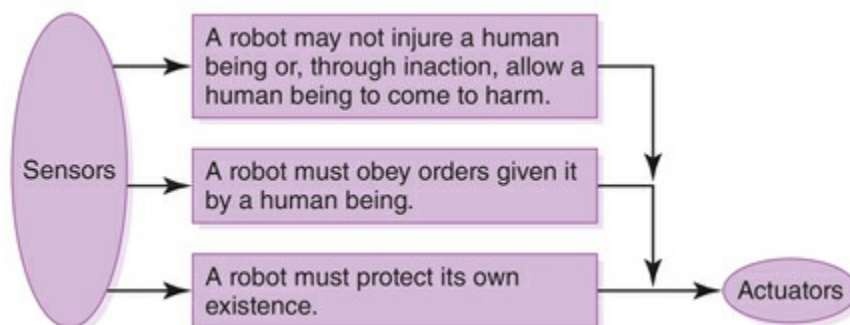 Sensors
A robot may not injure a human
being or, through inaction, allow a
human being to come to harm.
A robot must obey orders given it
by a human being.
A robot must protect its own
existence.
Actuators